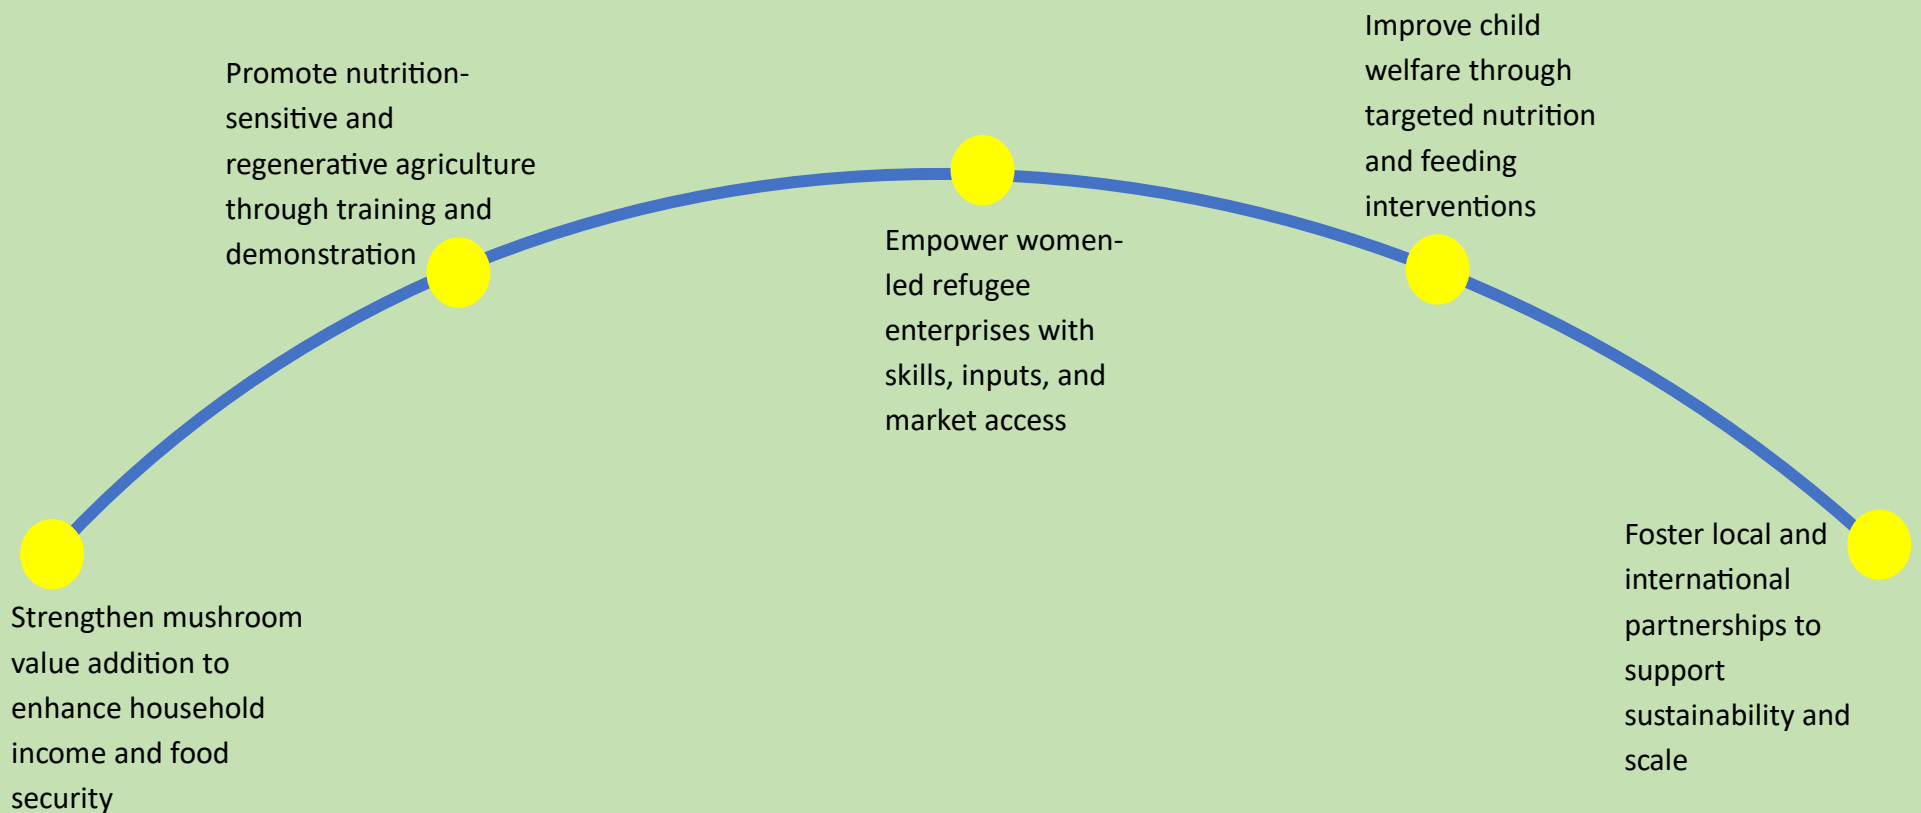 Strengthen mushroom
value addition to
enhance household
income and food
security
Promote nutrition-
sensitive and
regenerative agriculture
through training and
demonstration
Empower women-
led refugee
enterprises with
skills, inputs, and
market access
Improve child
welfare through
targeted nutrition
and feeding
interventions
Foster local and
international
partnerships to
support
sustainability and
scale